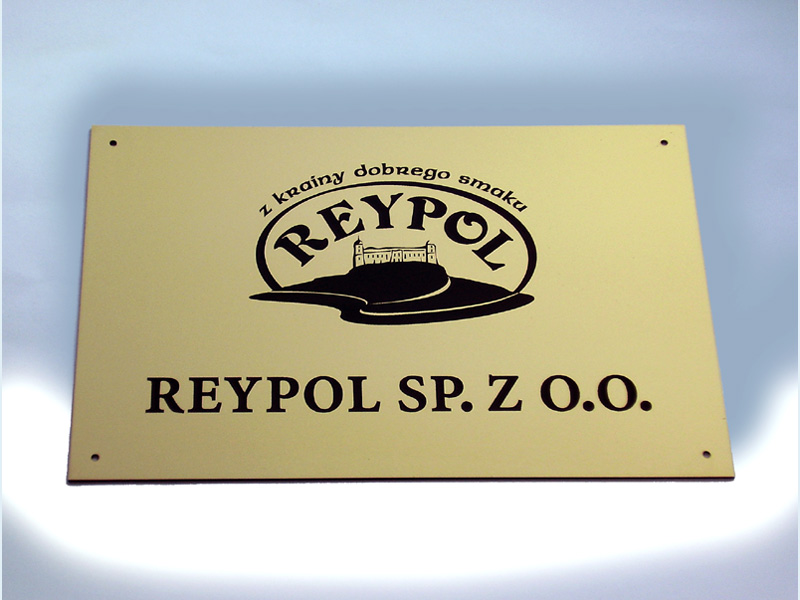 z krainy dobrego smaku
REYPOL
REYPOL SP. Z O.O.